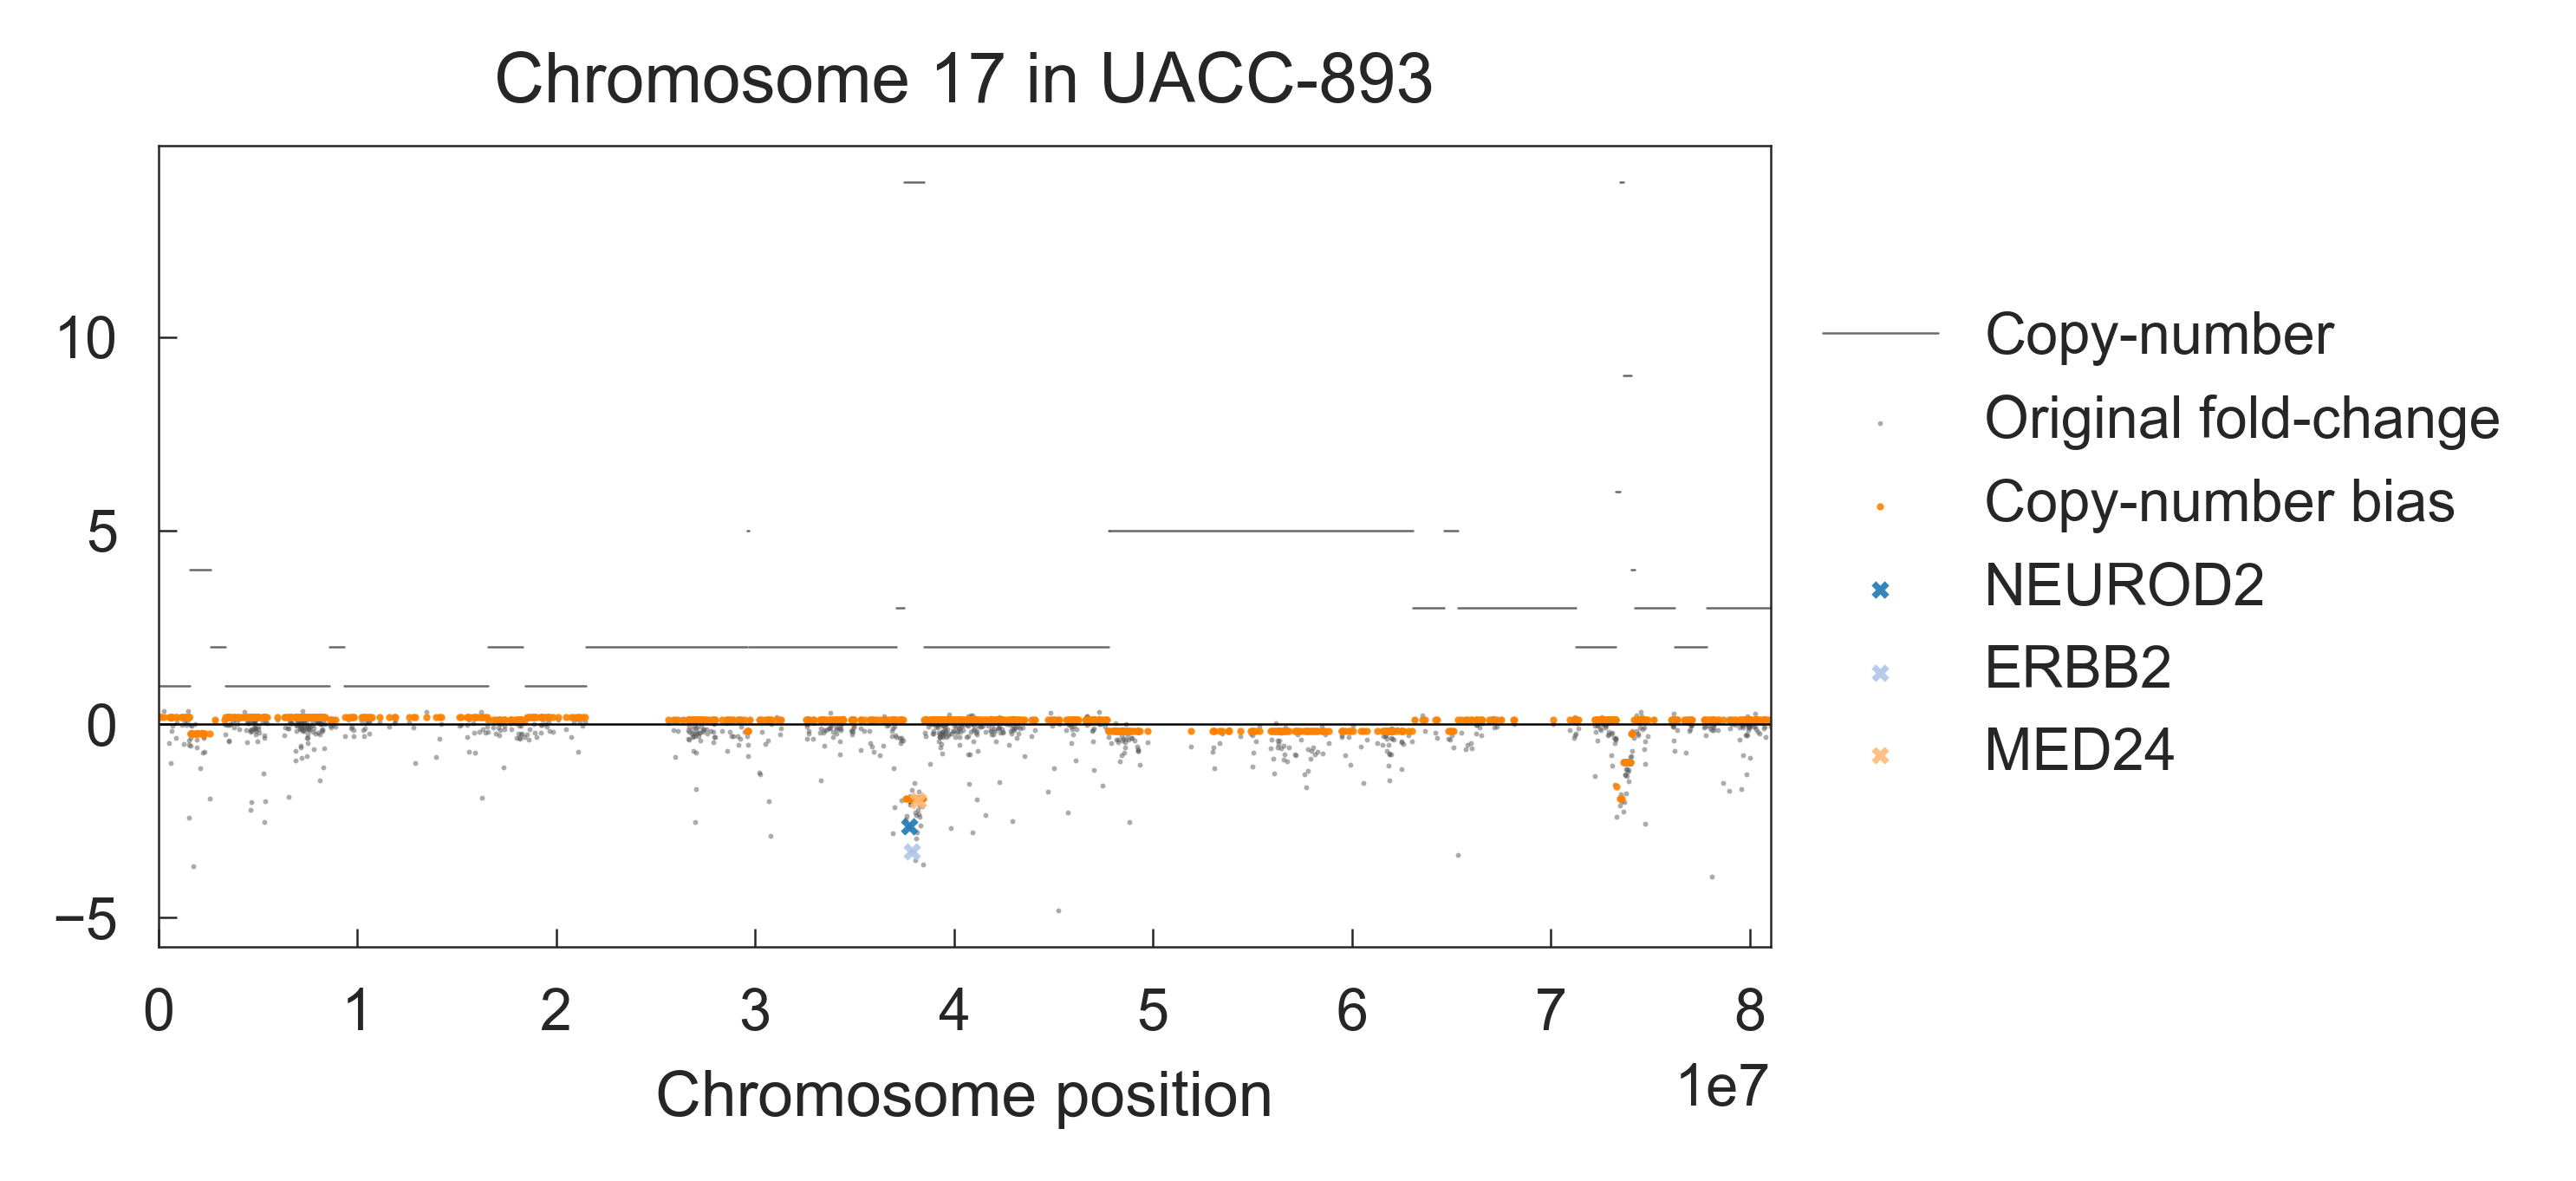 Chromosome 17 in UACC-893
10
5
0
−5
0 1 2 3 4 5 6 7 8
1e7
Chromosome position
Copy-number
Original fold-change
Copy-number bias
NEUROD2
ERBB2
MED24